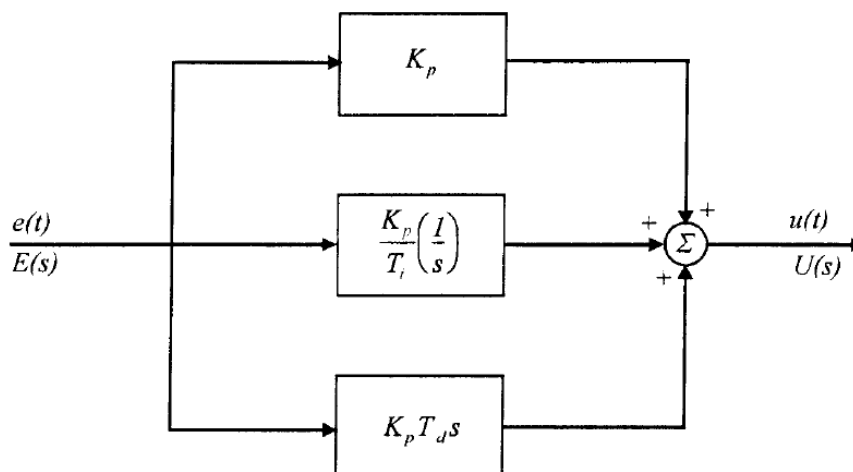 K_p
e(t)
E(s)
K_p/T_i (1/s)
+
+
Σ
+
u(t)
U(s)
K_p T_d s